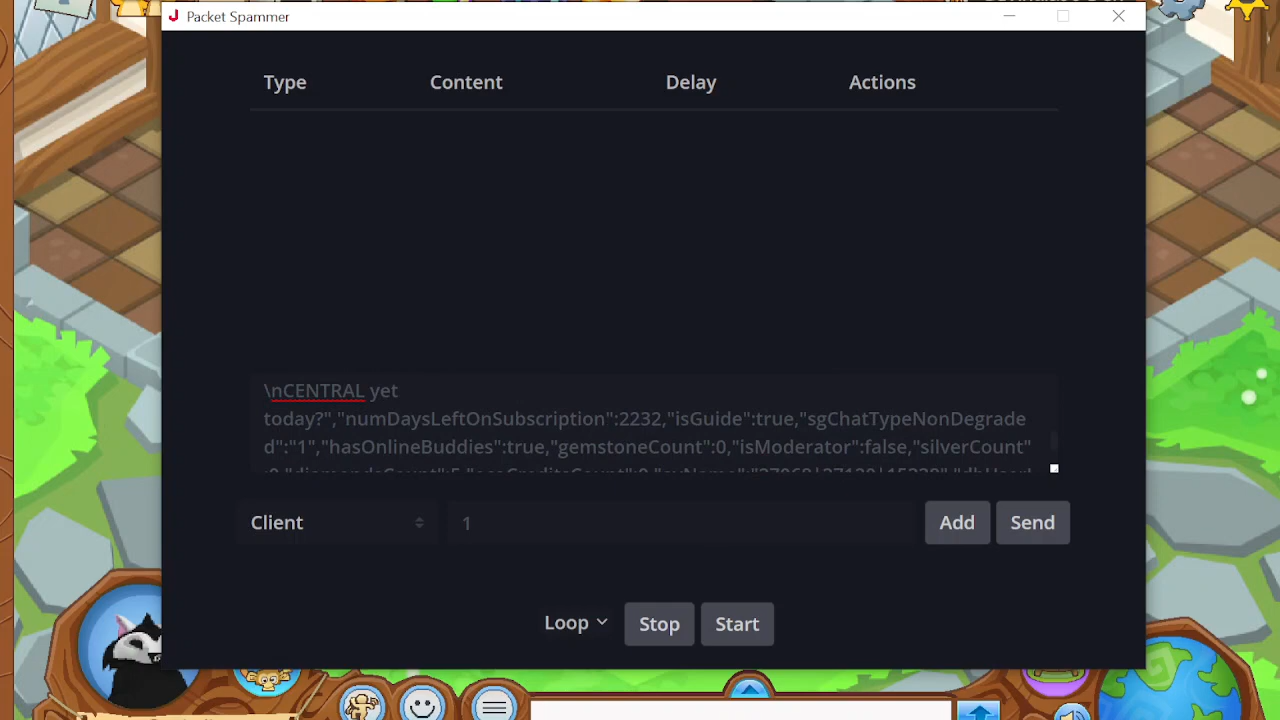 Packet Spammer
Type Content Delay Actions
\nCENTRAL yet
today?","numDaysLeftOnSubscription":2232,"isGuide":true,"sgChatTypeNonDegrade
d":"1","hasOnlineBuddies":true,"gemstoneCount":0,"isModerator":false,"silverCount"
Client 1 Add Send
Loop Stop Start